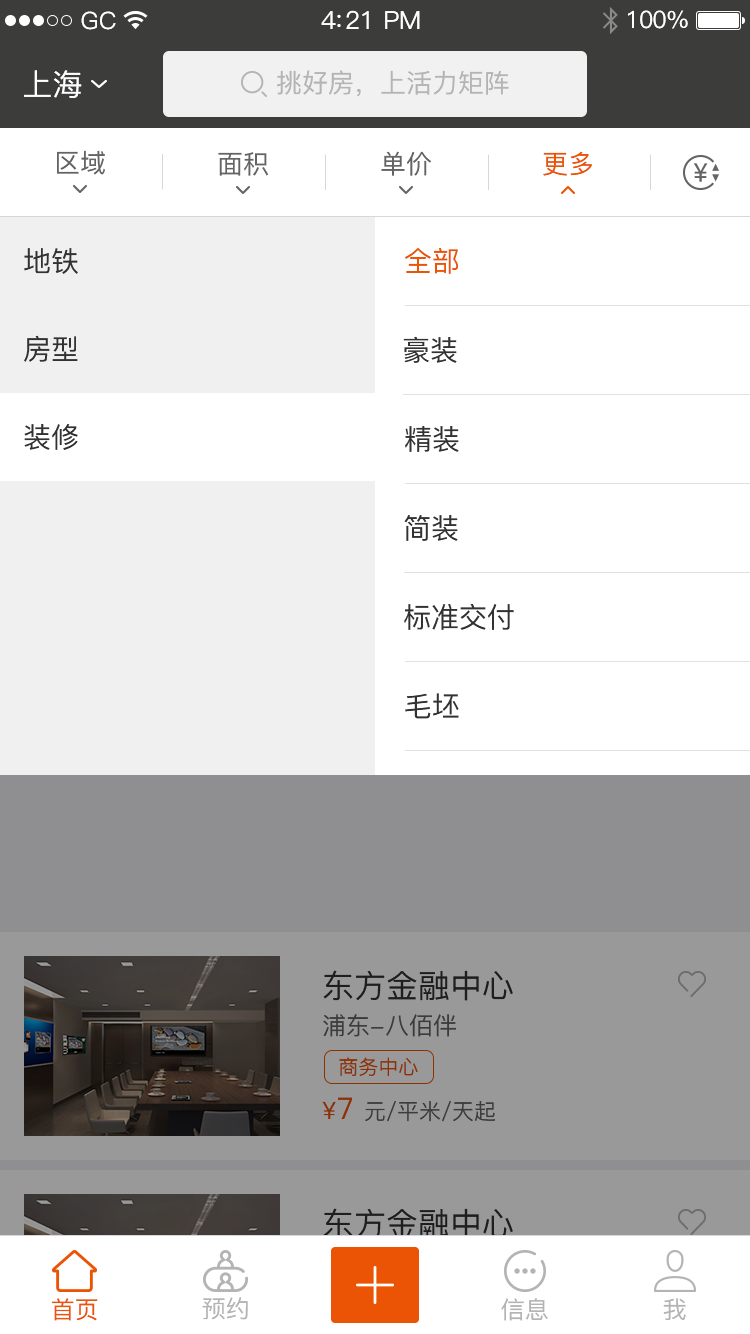 GC 4:21 PM 100%
上海
挑好房，上活力矩阵
区域 面积 单价 更多 ¥
地铁
房型
装修
全部
豪装
精装
简装
标准交付
毛坯
东方金融中心
浦东-八佰伴
商务中心
¥7 元/平米/天起
东方金融中心
首页 预约 信息 我